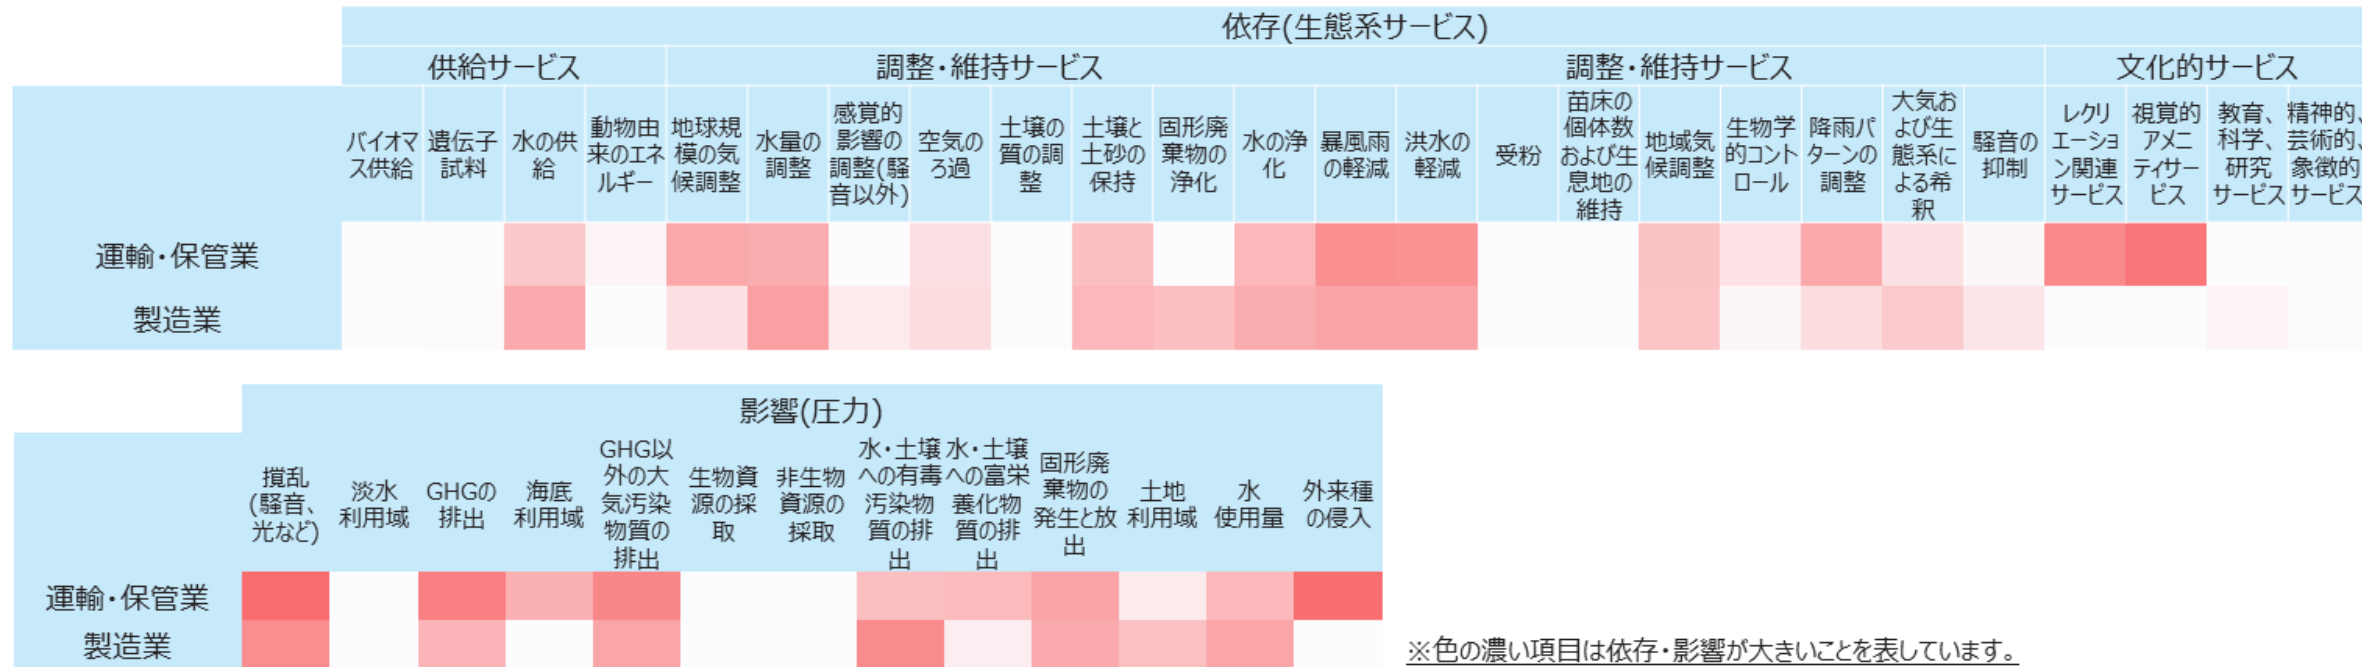 依存(生態系サービス)
供給サービス
調整・維持サービス
調整・維持サービス
文化的サービス
バイオマ
ス供給
遺伝子
試料
水の供
給
動物由
来のエネ
ルギー
地球規
模の気
候調整
水量の
調整
感覚的
影響の
調整(騒
音以外)
空気の
ろ過
土壌の
質の調
整
土壌と
土砂の
保持
固形廃
棄物の
浄化
水の浄
化
暴風雨
の軽減
洪水の
軽減
受粉
苗床の
個体数
および生
息地の
維持
地域気
候調整
生物学
的コント
ロール
降雨パ
ターンの
調整
大気お
よび生
態系に
よる希
釈
騒音の
抑制
レクリ
エーショ
ン関連
サービス
視覚的
アメニ
ティサー
ビス
教育、
科学、
研究
サービス
精神的、
芸術的、
象徴的
サービス
運輸・保管業
製造業
影響(圧力)
撹乱
(騒音、
光など)
淡水
利用域
GHGの
排出
海底
利用域
GHG以
外の大
気汚染
物質の
排出
生物資
源の採
取
非生物
資源の
採取
水・土壌
への有毒
汚染物
質の排
出
水・土壌
への富栄
養化物
質の排
出
固形廃
棄物の
発生と放
出
土地
利用域
水
使用量
外来種
の侵入
運輸・保管業
製造業
※色の濃い項目は依存・影響が大きいことを表しています。